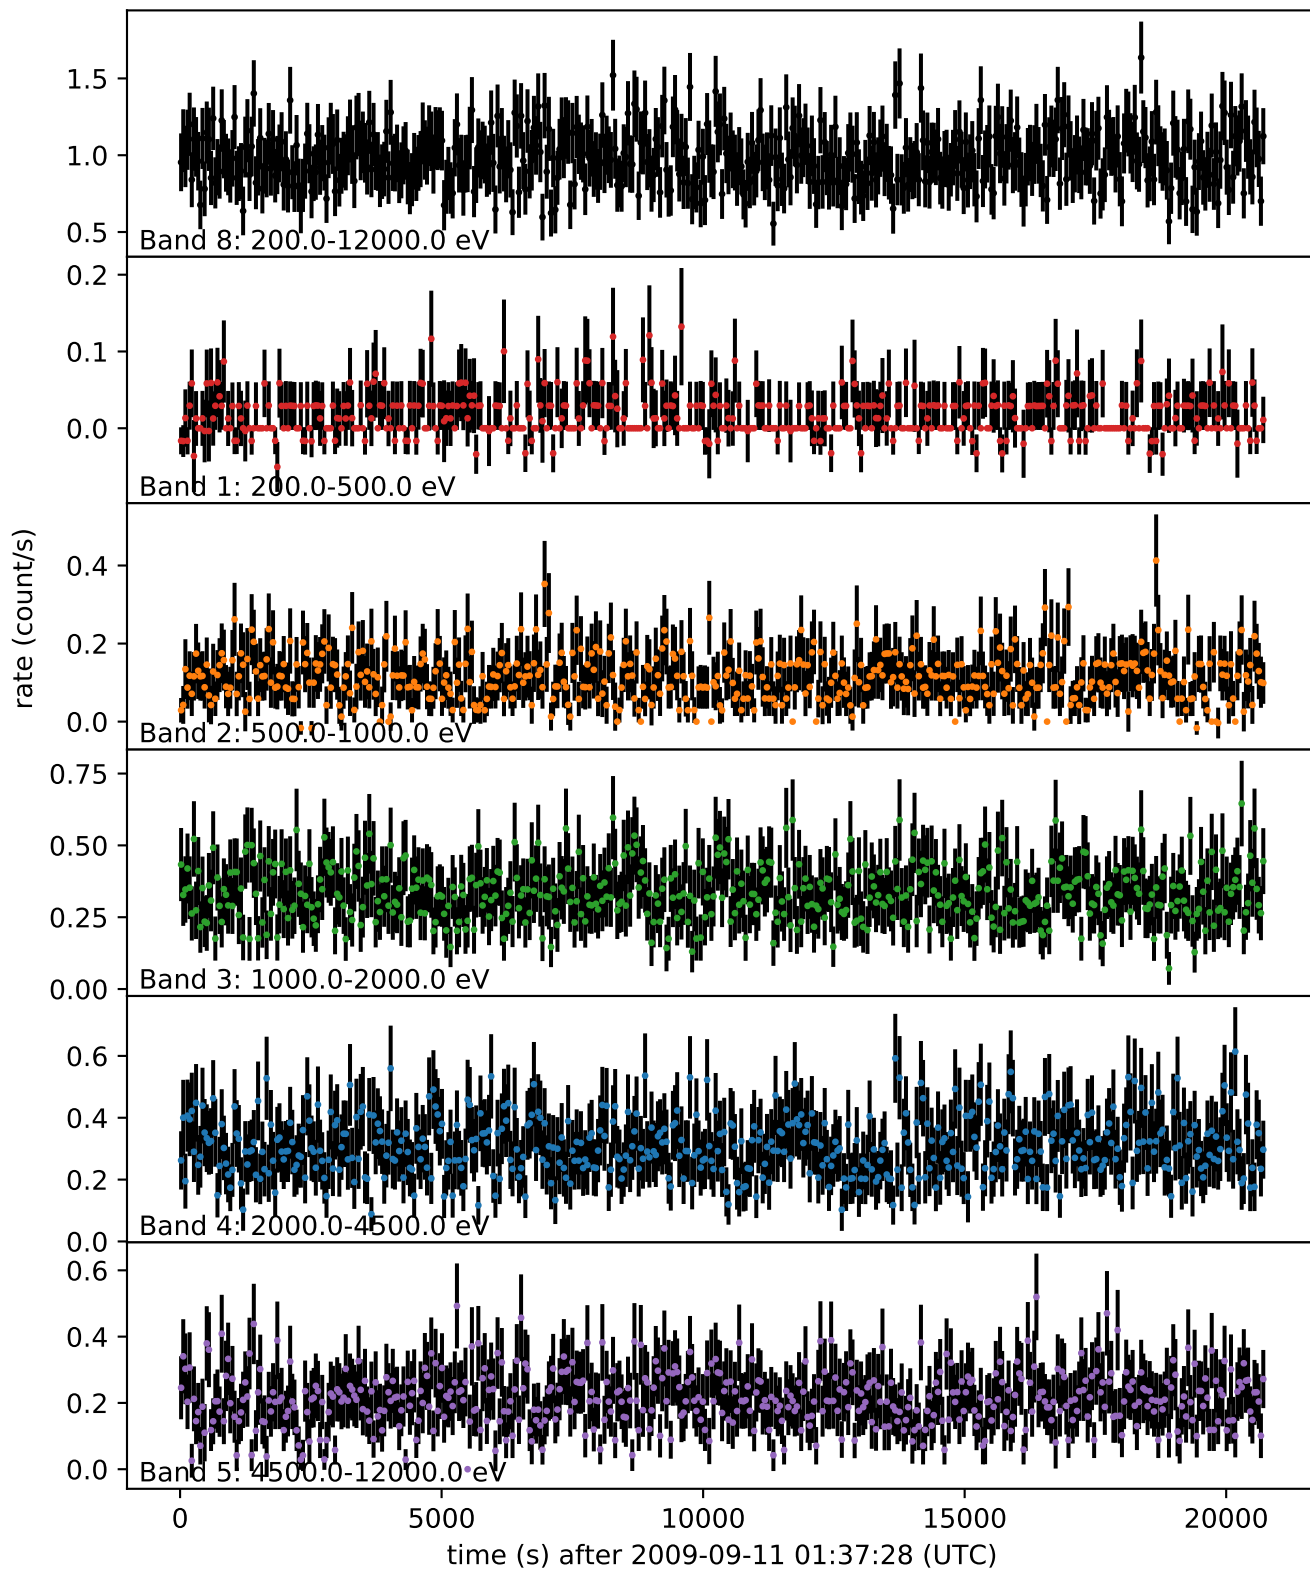 1.5
1.0
0.5
Band 8: 200.0-12000.0 eV
0.2
0.1
0.0
Band 1: 200.0-500.0 eV
rate (count/s)
0.4
0.2
0.0
Band 2: 500.0-1000.0 eV
0.75
0.50
0.25
0.00
Band 3: 1000.0-2000.0 eV
0.6
0.4
0.2
0.0
Band 4: 2000.0-4500.0 eV
0.6
0.4
0.2
0.0
Band 5: 4500.0-12000.0 eV
0 5000 10000 15000 20000
time (s) after 2009-09-11 01:37:28 (UTC)